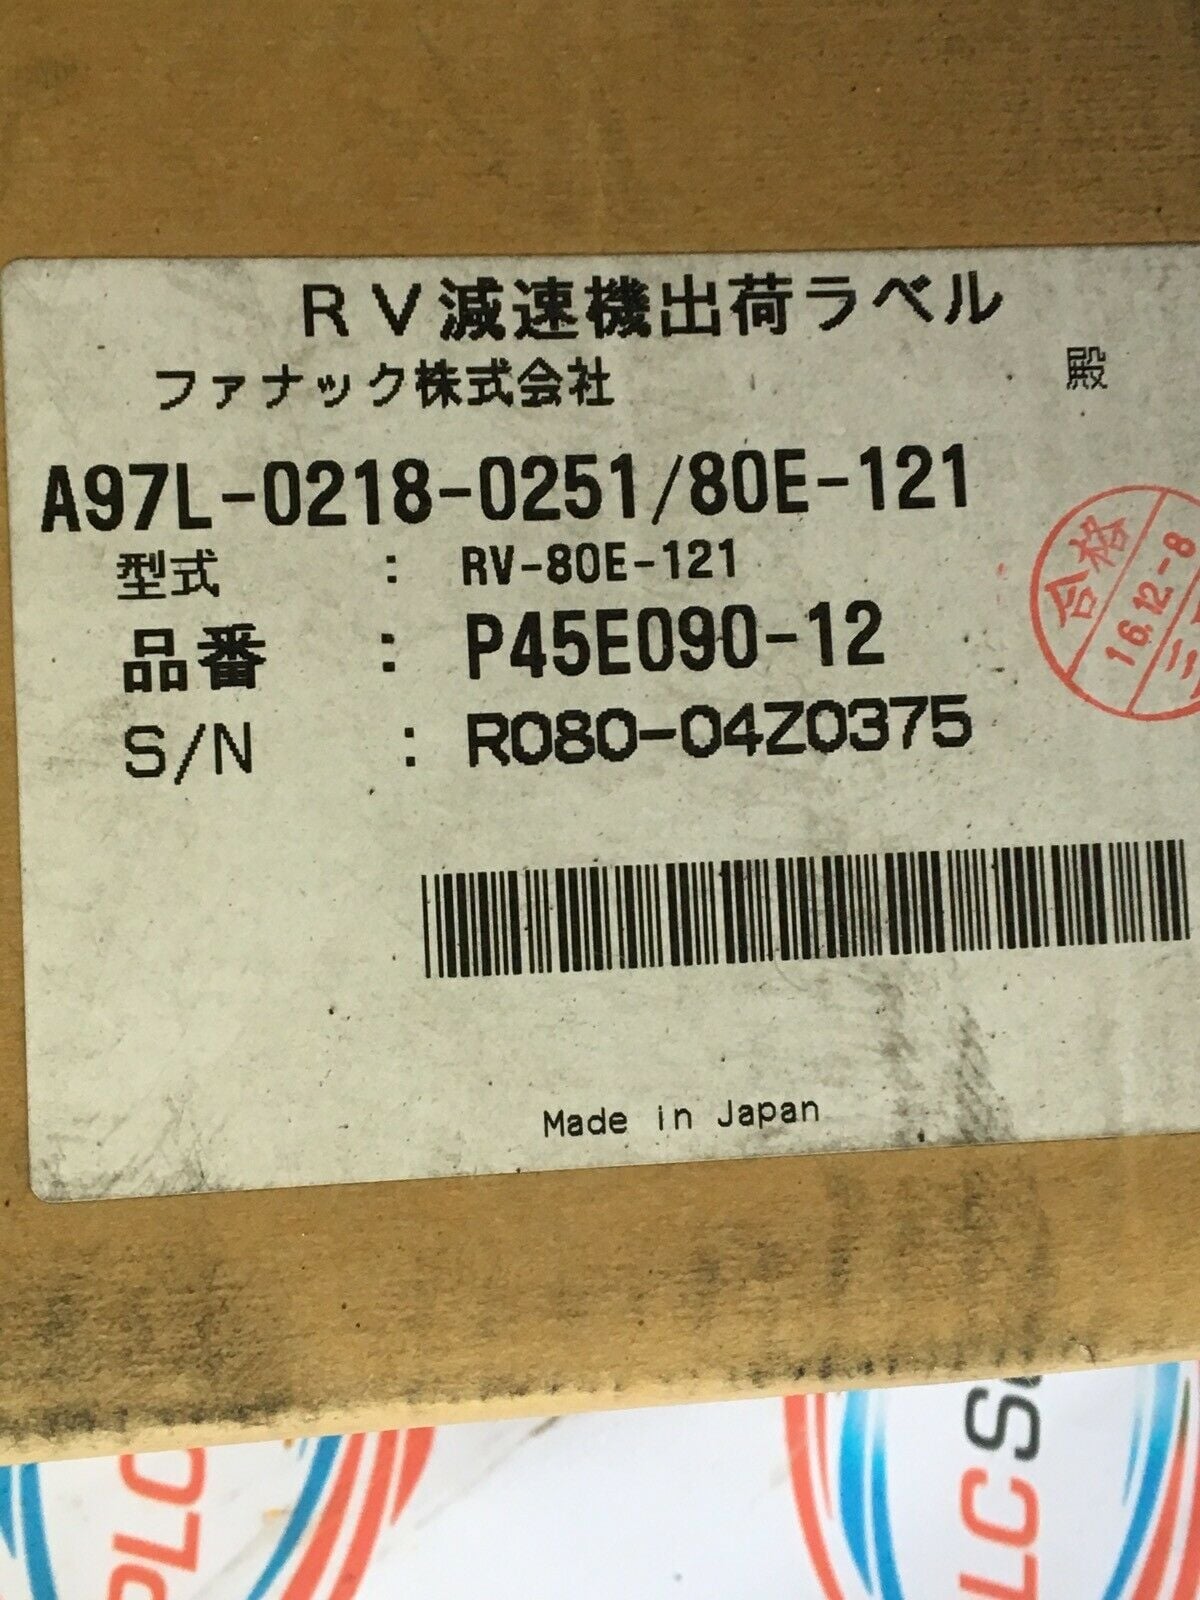 RV減速機出荷ラベル
ファナック株式会社 殿
A97L-0218-0251/80E-121
型式 : RV-80E-121
品番 : P45E090-12
S/N : R080-04Z0375
合格
16.12-8
Made in Japan
LC